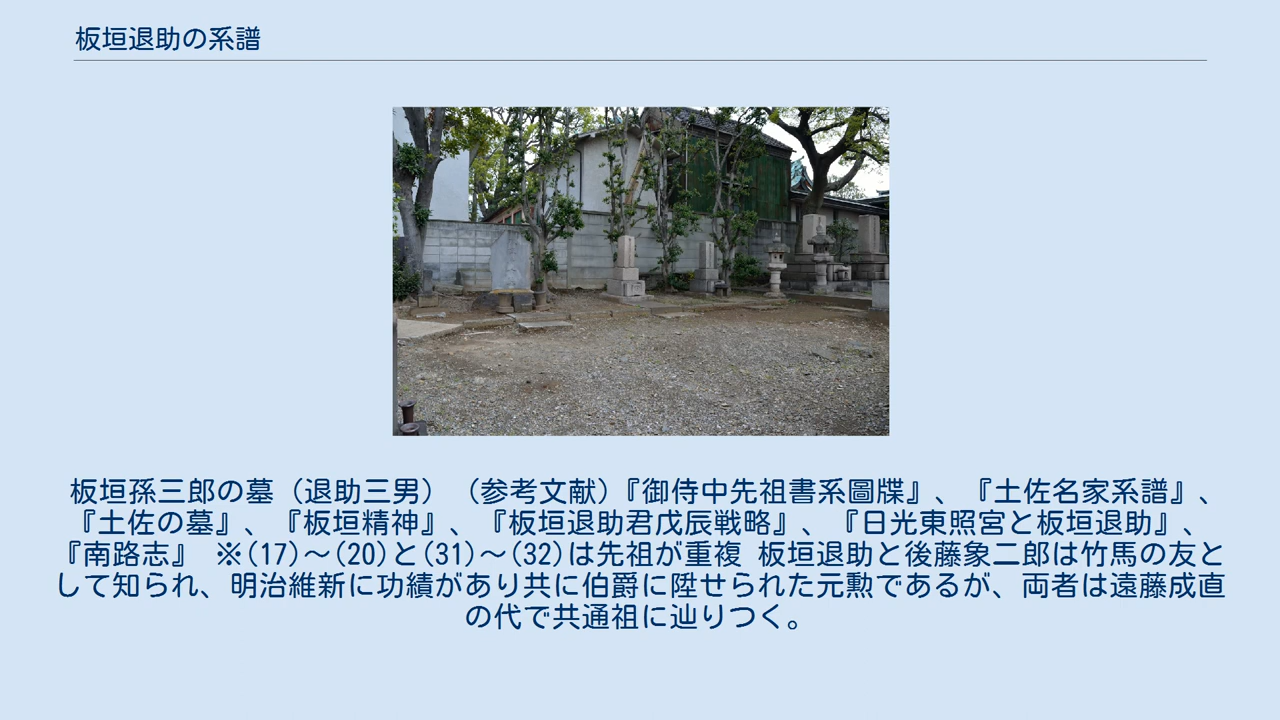 板垣退助の系譜
板垣孫三郎の墓（退助三男）（参考文献）『御侍中先祖書系圖牒』、『土佐名家系譜』、
『土佐の墓』、『板垣精神』、『板垣退助君戊辰戦略』、『日光東照宮と板垣退助』、
『南路志』 ※(17)～(20)と(31)～(32)は先祖が重複 板垣退助と後藤象二郎は竹馬の友と
して知られ、明治維新に功績があり共に伯爵に陞せられた元勲であるが、両者は遠藤成直
の代で共通祖に辿りつく。